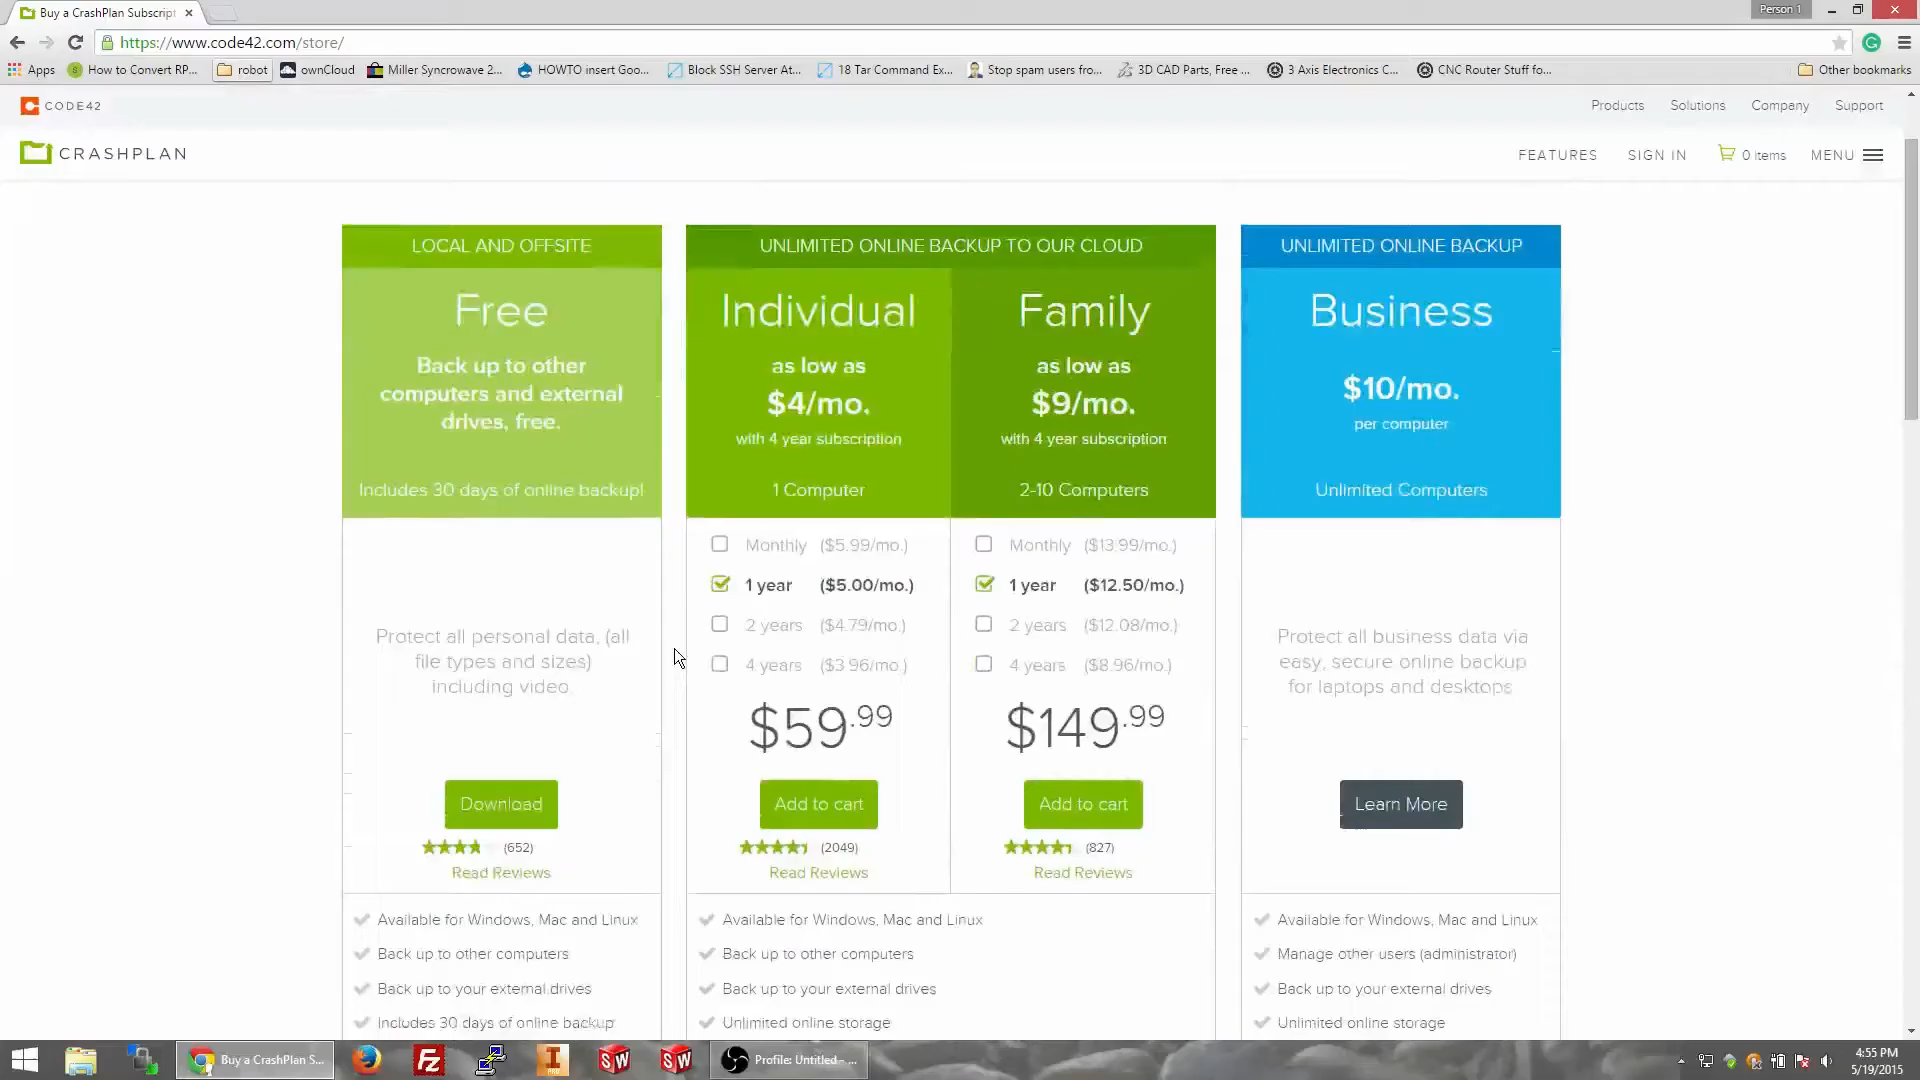 Buy a CrashPlan Subscript
Person 1
https://www.code42.com/store/
Apps How to Convert RP... robot ownCloud Miller Syncrowave 2... HOWTO insert Goo... Block SSH Server At... 18 Tar Command Ex... Stop spam users fro... 3D CAD Parts, Free ... 3 Axis Electronics C... CNC Router Stuff fo... Other bookmarks
CODE42 Products Solutions Company Support
CRASHPLAN FEATURES SIGN IN 0 items MENU
LOCAL AND OFFSITE
Free
Back up to other
computers and external
drives, free.
Includes 30 days of online backup!
Protect all personal data, (all
file types and sizes)
including video.
Download
(652)
Read Reviews
Available for Windows, Mac and Linux
Back up to other computers
Back up to your external drives
Includes 30 days of online backup
UNLIMITED ONLINE BACKUP TO OUR CLOUD
Individual
as low as
$4/mo.
with 4 year subscription
1 Computer
Monthly ($5.99/mo.)
1 year ($5.00/mo.)
2 years ($4.79/mo.)
4 years ($3.96/mo.)
$59.99
Add to cart
(2049)
Read Reviews
Family
as low as
$9/mo.
with 4 year subscription
2-10 Computers
Monthly ($13.99/mo.)
1 year ($12.50/mo.)
2 years ($12.08/mo.)
4 years ($8.96/mo.)
$149.99
Add to cart
(827)
Read Reviews
Available for Windows, Mac and Linux
Back up to other computers
Back up to your external drives
Unlimited online storage
UNLIMITED ONLINE BACKUP
Business
$10/mo.
per computer
Unlimited Computers
Protect all business data via
easy, secure online backup
for laptops and desktops
Learn More
Available for Windows, Mac and Linux
Manage other users (administrator)
Back up to your external drives
Unlimited online storage
Buy a CrashPlan S...
Fz
I
PRO
SW
SW
Profile: Untitled - ...
4:55 PM
5/19/2015